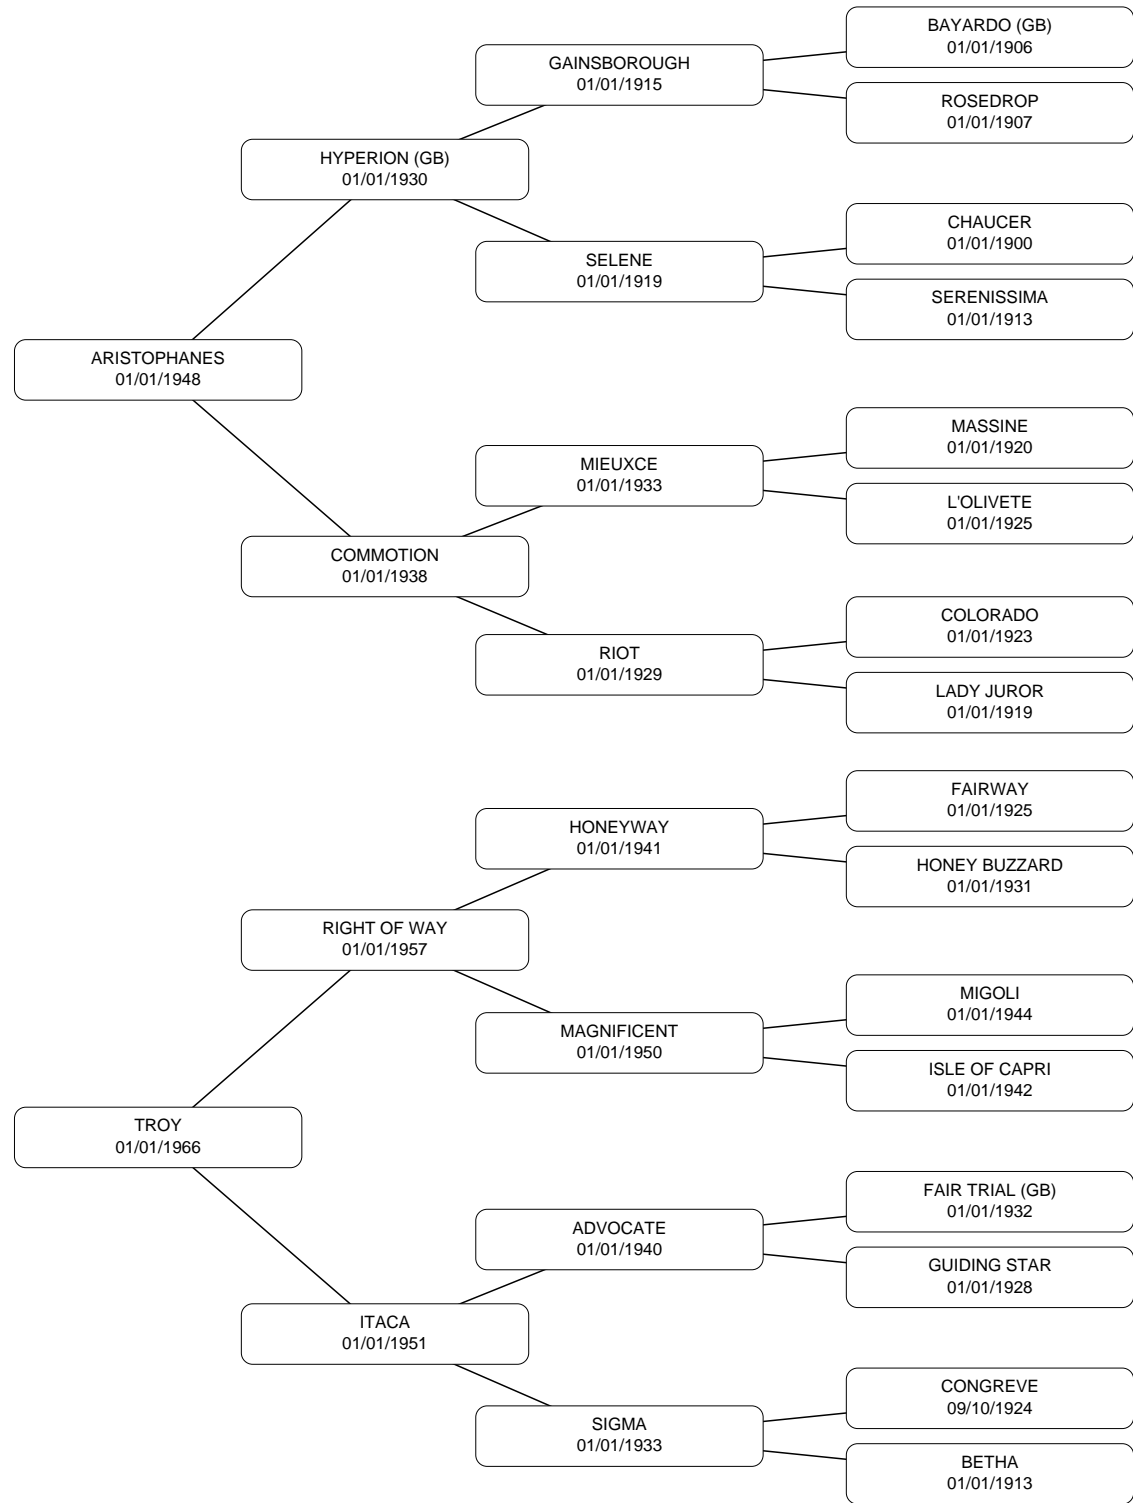 BAYARDO (GB)
01/01/1906
GAINSBOROUGH
01/01/1915
ROSEDROP
01/01/1907
HYPERION (GB)
01/01/1930
CHAUCER
01/01/1900
SELENE
01/01/1919
SERENISSIMA
01/01/1913
ARISTOPHANES
01/01/1948
MASSINE
01/01/1920
MIEUXCE
01/01/1933
L'OLIVETE
01/01/1925
COMMOTION
01/01/1938
COLORADO
01/01/1923
RIOT
01/01/1929
LADY JUROR
01/01/1919
FAIRWAY
01/01/1925
HONEYWAY
01/01/1941
HONEY BUZZARD
01/01/1931
RIGHT OF WAY
01/01/1957
MIGOLI
01/01/1944
MAGNIFICENT
01/01/1950
ISLE OF CAPRI
01/01/1942
TROY
01/01/1966
FAIR TRIAL (GB)
01/01/1932
ADVOCATE
01/01/1940
GUIDING STAR
01/01/1928
ITACA
01/01/1951
CONGREVE
09/10/1924
SIGMA
01/01/1933
BETHA
01/01/1913